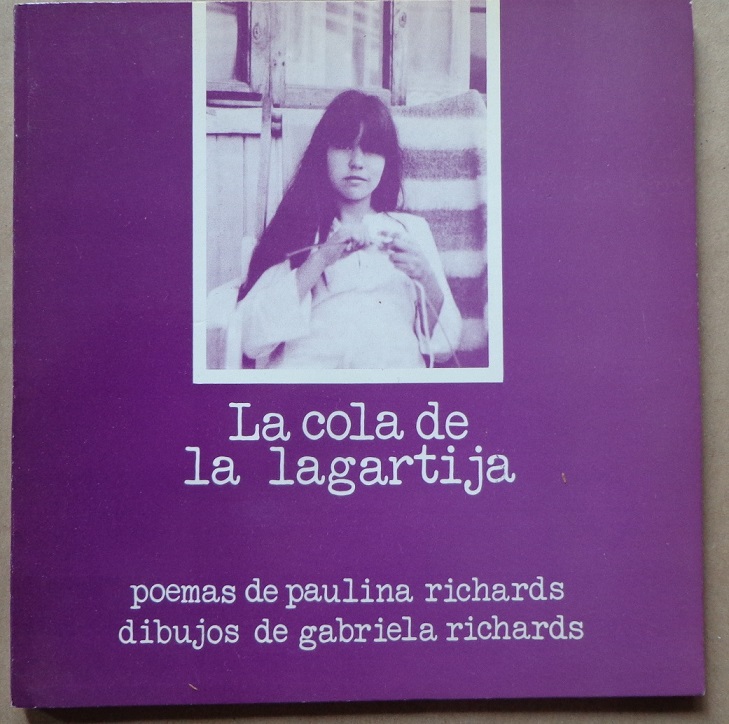 La cola de
la lagartija
poemas de paulina richards
dibujos de gabriela richards